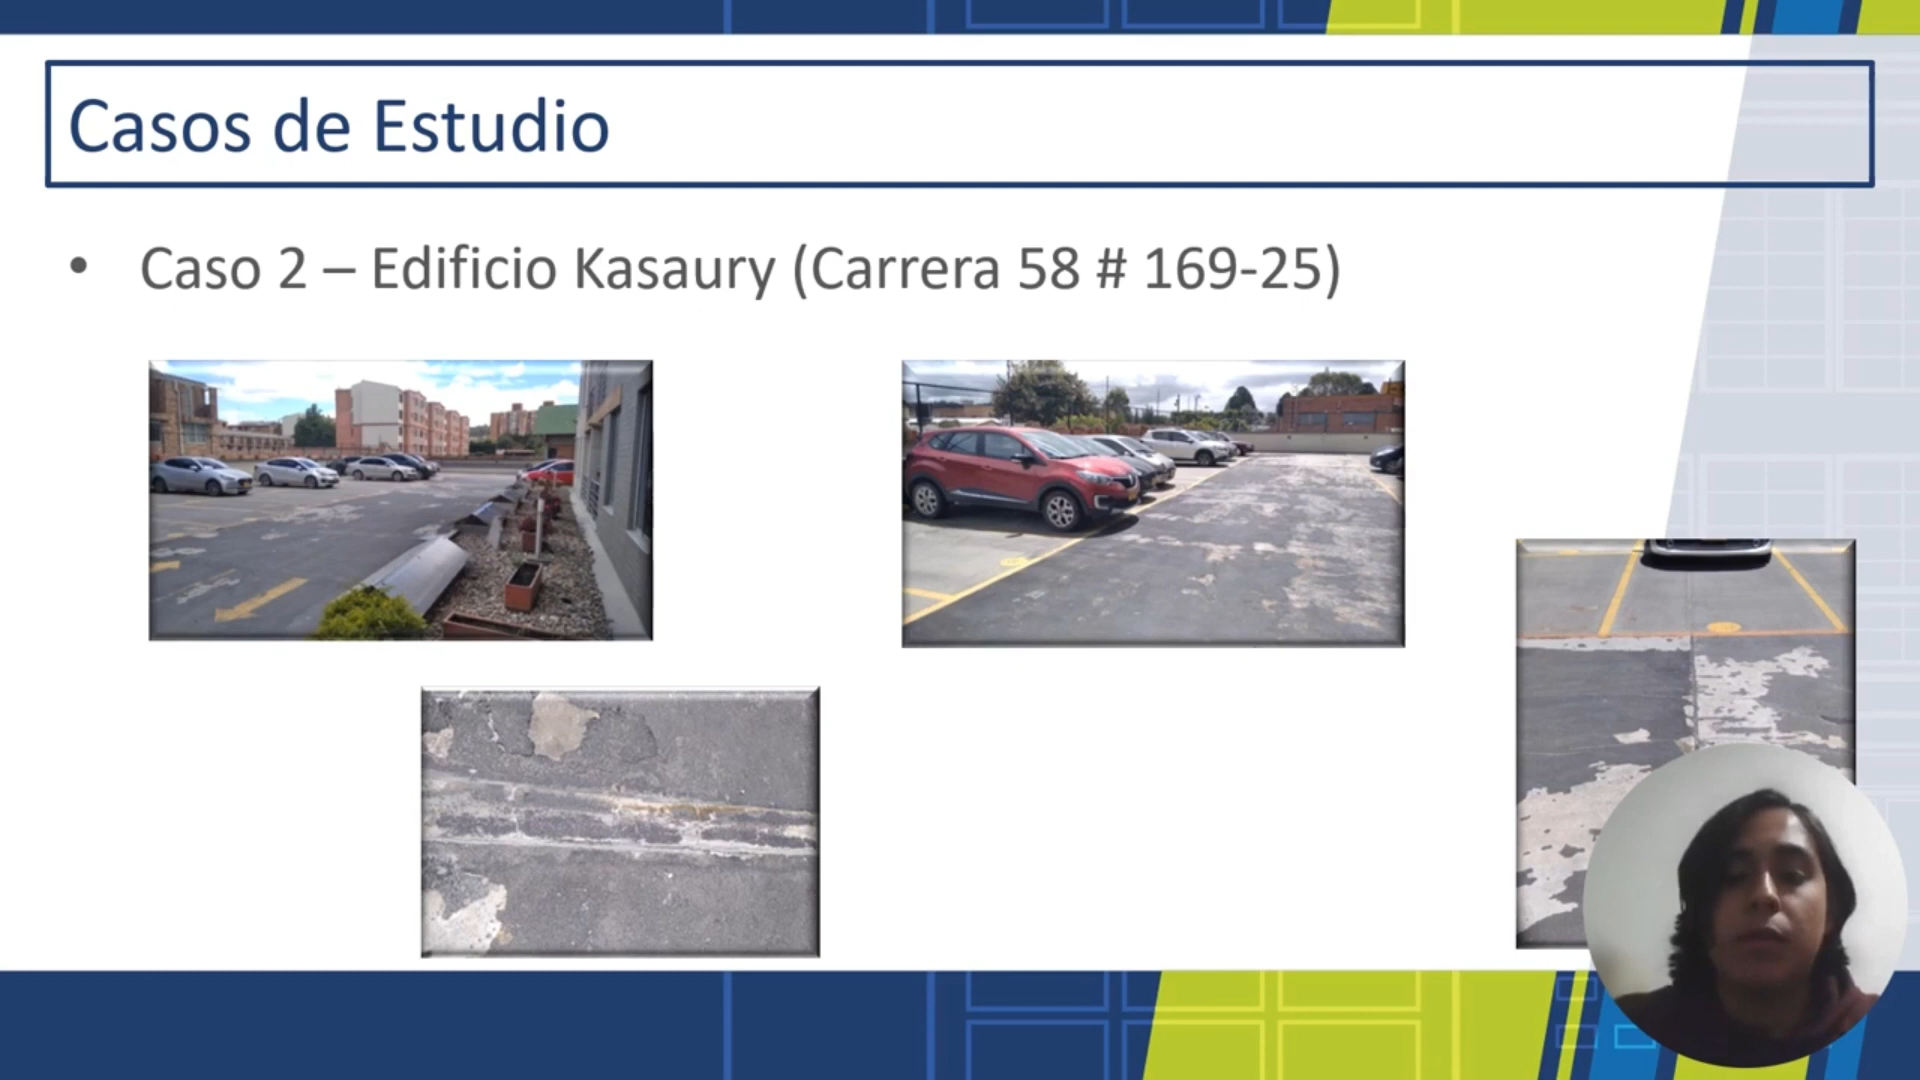 Casos de Estudio
• Caso 2 – Edificio Kasaury (Carrera 58 # 169-25)